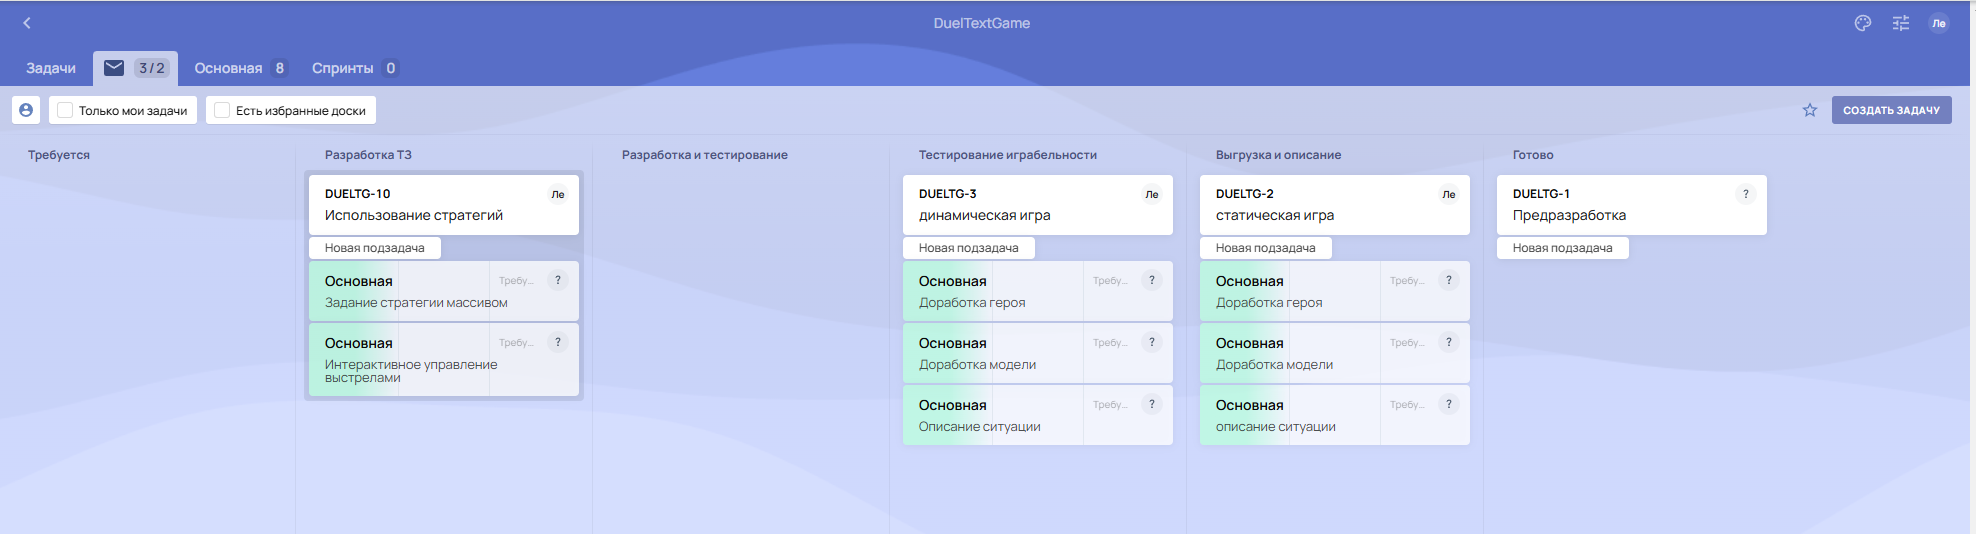 DuelTextGame
Ле
Задачи
3 / 2
Основная 8
Спринты 0
Только мои задачи
Есть избранные доски
СОЗДАТЬ ЗАДАЧУ
Требуется
Разработка ТЗ
DUELTG-10
Ле
Использование стратегий
Новая подзадача
Основная
Требу...
?
Задание стратегии массивом
Основная
Требу...
?
Интерактивное управление
выстрелами
Разработка и тестирование
Тестирование играбельности
DUELTG-3
Ле
динамическая игра
Новая подзадача
Основная
Требу...
?
Доработка героя
Основная
Требу...
?
Доработка модели
Основная
Требу...
?
Описание ситуации
Выгрузка и описание
DUELTG-2
Ле
статическая игра
Новая подзадача
Основная
Требу...
?
Доработка героя
Основная
Требу...
?
Доработка модели
Основная
Требу...
?
описание ситуации
Готово
DUELTG-1
?
Предразработка
Новая подзадача